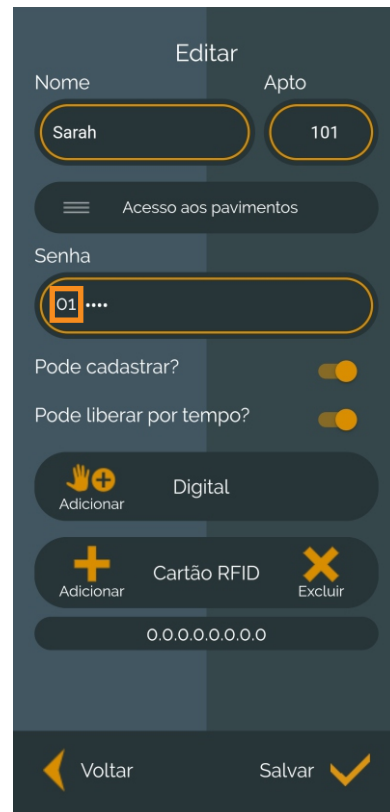 Editar
Nome Apto
Sarah 101
Acesso aos pavimentos
Senha
01 ••••
Pode cadastrar?
Pode liberar por tempo?
Digital
Adicionar
Cartão RFID
Adicionar Excluir
0.0.0.0.0.0.0.0
Voltar Salvar